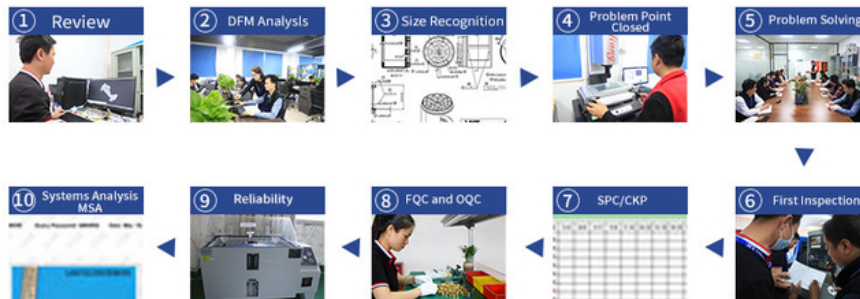 1 Review
2 DFM Analysls
3 Size Recognition
4 Problem Point
Closed
5 Problem Solving
10 Systems Analysis
MSA
9 Reliability
8 FQC and OQC
7 SPC/CKP
6 First Inspection